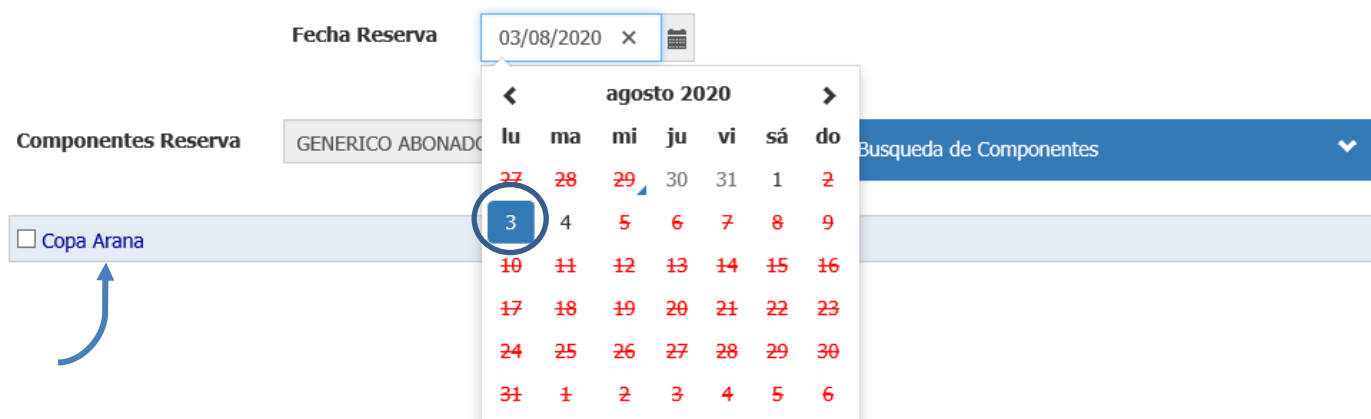 Fecha Reserva 03/08/2020 ×
agosto 2020
Componentes Reserva GENERICO ABONADO lu ma mi ju vi sá do Busqueda de Componentes
27 28 29 30 31 1 2
Copa Arana 3 4 5 6 7 8 9
10 11 12 13 14 15 16
17 18 19 20 21 22 23
24 25 26 27 28 29 30
31 1 2 3 4 5 6